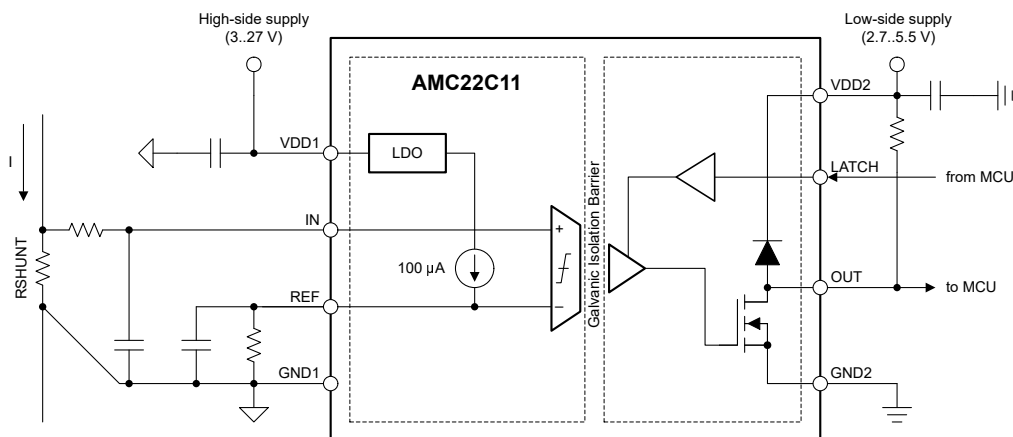 High-side supply
(3..27 V)
Low-side supply
(2.7..5.5 V)
AMC22C11
VDD2
VDD1
LDO
LATCH
from MCU
I
IN
RSHUNT
100 µA
+
Galvanic Isolation Barrier
OUT
to MCU
REF
–
GND1
GND2